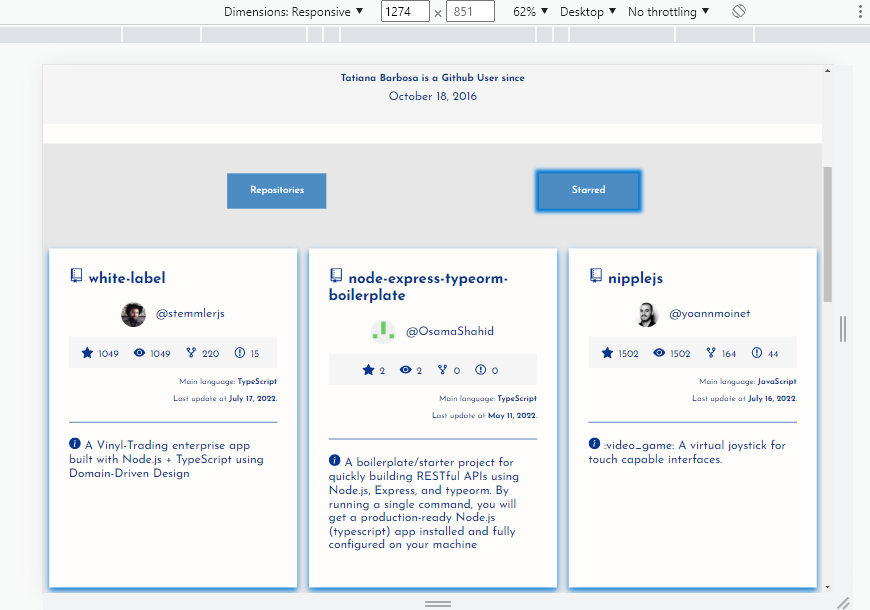 Dimensions: Responsive ▼ 1274 × 851 62% ▼ Desktop ▼ No throttling ▼
Tatiana Barbosa is a Github User since
October 18, 2016
Repositories
Starred
white-label
@stemmlerjs
1049 1049 220 15
Main language: TypeScript
Last update at July 17, 2022.
A Vinyl-Trading enterprise app
built with Node.js + TypeScript using
Domain-Driven Design
node-express-typeorm-
boilerplate
@OsamaShahid
2 2 0 0
Main language: TypeScript
Last update at May 11, 2022.
A boilerplate/starter project for
quickly building RESTful APIs using
Node.js, Express, and typeorm. By
running a single command, you will
get a production-ready Node.js
(typescript) app installed and fully
configured on your machine
nipplejs
@yoannmoinet
1502 1502 164 44
Main language: JavaScript
Last update at July 16, 2022.
:video_game: A virtual joystick for
touch capable interfaces.